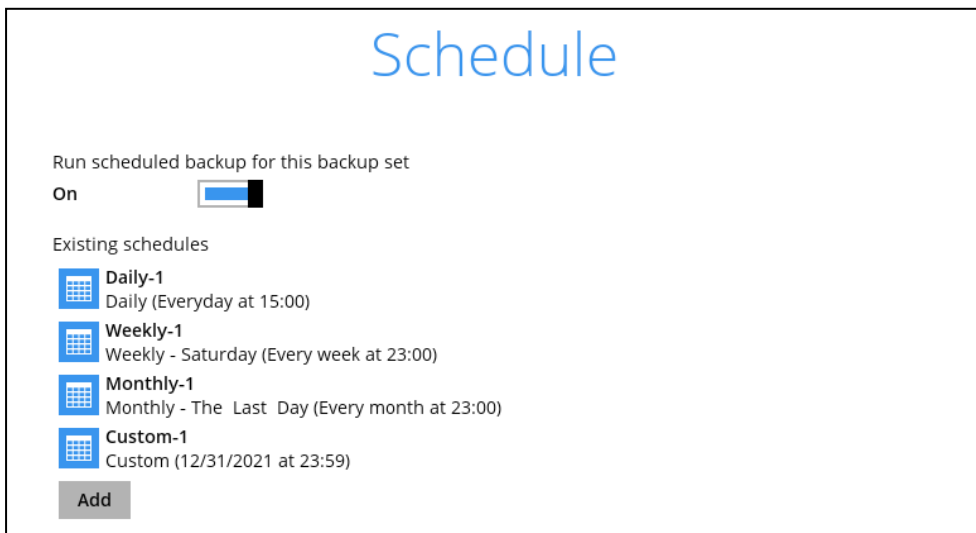 Schedule
Run scheduled backup for this backup set
On
Existing schedules
Daily-1
Daily (Everyday at 15:00)
Weekly-1
Weekly - Saturday (Every week at 23:00)
Monthly-1
Monthly - The  Last  Day (Every month at 23:00)
Custom-1
Custom (12/31/2021 at 23:59)
Add